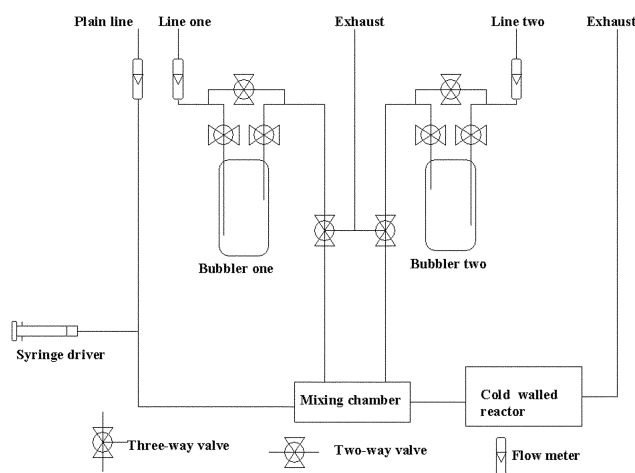 Plain line
Line one
Exhaust
Line two
Exhaust
Bubbler one
Bubbler two
Syringe driver
Mixing chamber
Cold walled
reactor
Three-way valve
Two-way valve
Flow meter